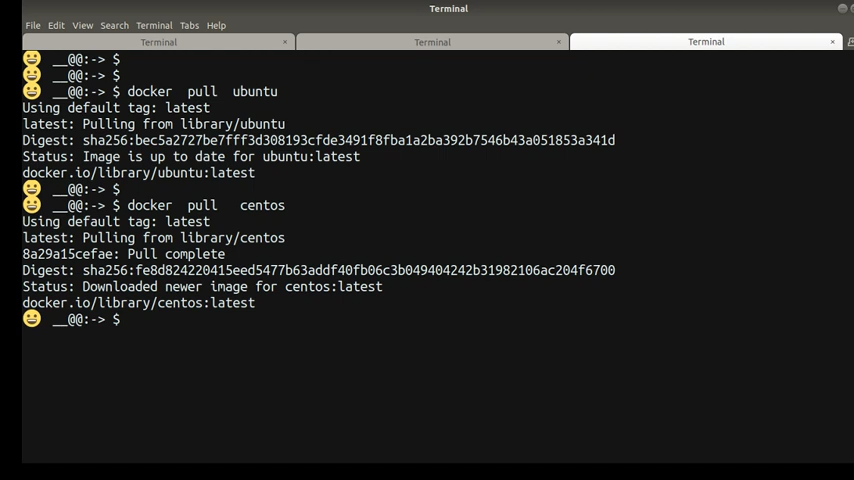 Terminal
File Edit View Search Terminal Tabs Help
Terminal × Terminal × Terminal ×
😀 __@@:-> $
😀 __@@:-> $
😀 __@@:-> $ docker  pull  ubuntu
Using default tag: latest
latest: Pulling from library/ubuntu
Digest: sha256:bec5a2727be7fff3d308193cfde3491f8fba1a2ba392b7546b43a051853a341d
Status: Image is up to date for ubuntu:latest
docker.io/library/ubuntu:latest
😀 __@@:-> $
😀 __@@:-> $ docker  pull   centos
Using default tag: latest
latest: Pulling from library/centos
8a29a15cefae: Pull complete
Digest: sha256:fe8d824220415eed5477b63addf40fb06c3b049404242b31982106ac204f6700
Status: Downloaded newer image for centos:latest
docker.io/library/centos:latest
😀 __@@:-> $